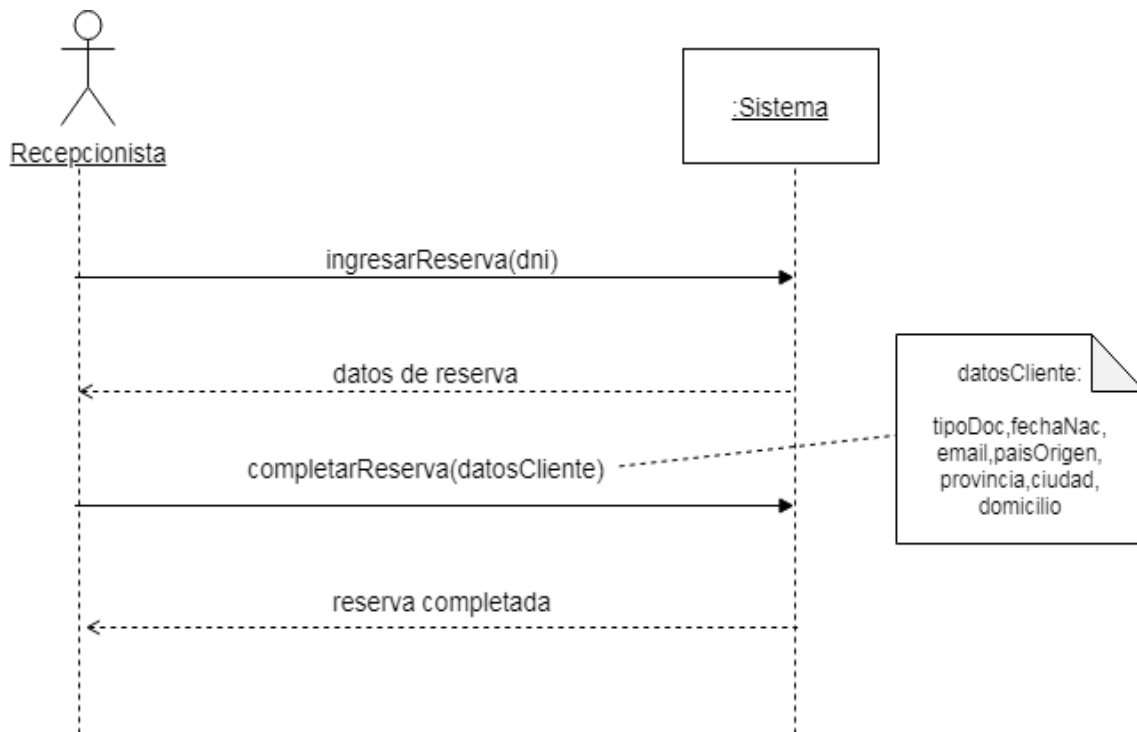 Recepcionista
:Sistema
ingresarReserva(dni)
datos de reserva
completarReserva(datosCliente)
reserva completada
datosCliente:
tipoDoc,fechaNac,
email,paisOrigen,
provincia,ciudad,
domicilio